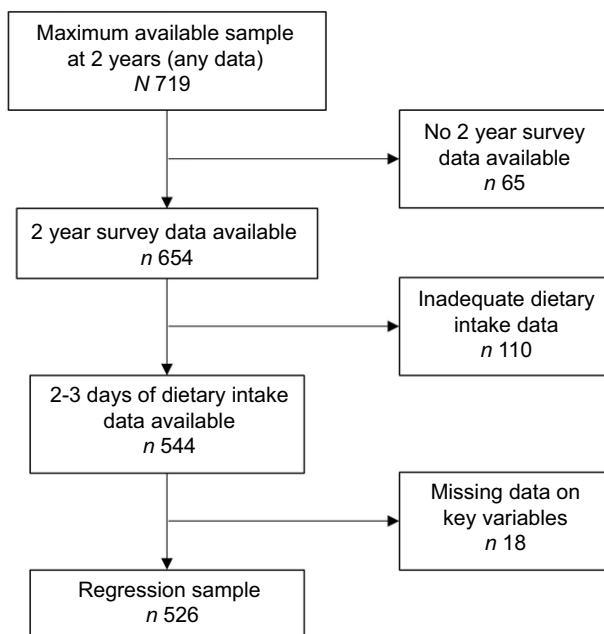 Maximum available sample
at 2 years (any data)
N 719
No 2 year survey
data available
n 65
2 year survey data available
n 654
Inadequate dietary
intake data
n 110
2-3 days of dietary intake
data available
n 544
Missing data on
key variables
n 18
Regression sample
n 526